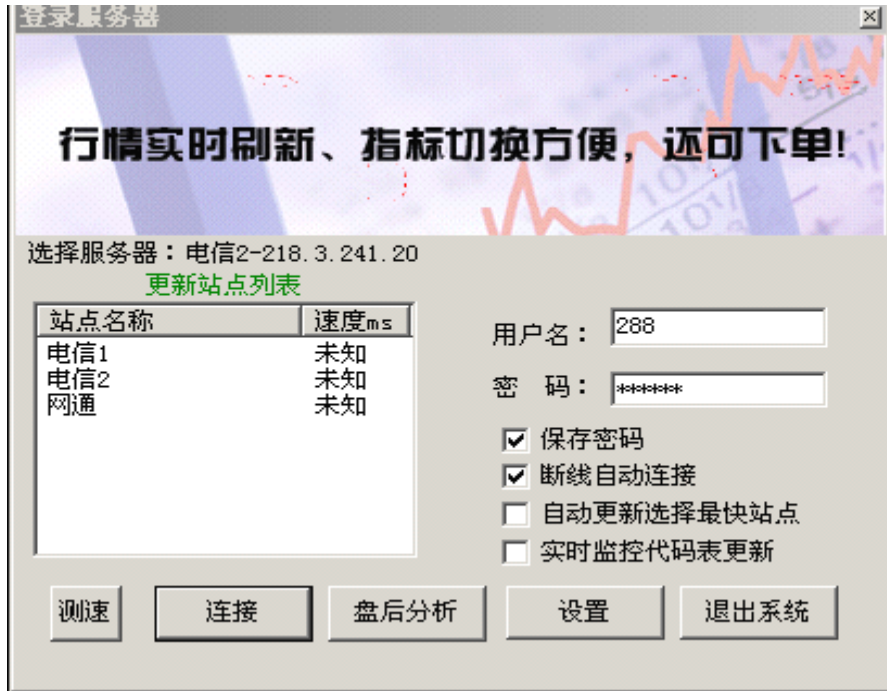 登录服务器
行情实时刷新、指标切换方便，还可下单!
选择服务器：电信2-218.3.241.20
更新站点列表
站点名称 速度ms
电信1 未知
电信2 未知
网通 未知
用户名： 288
密 码： ******
保存密码
断线自动连接
自动更新选择最快站点
实时监控代码表更新
测速 连接 盘后分析 设置 退出系统